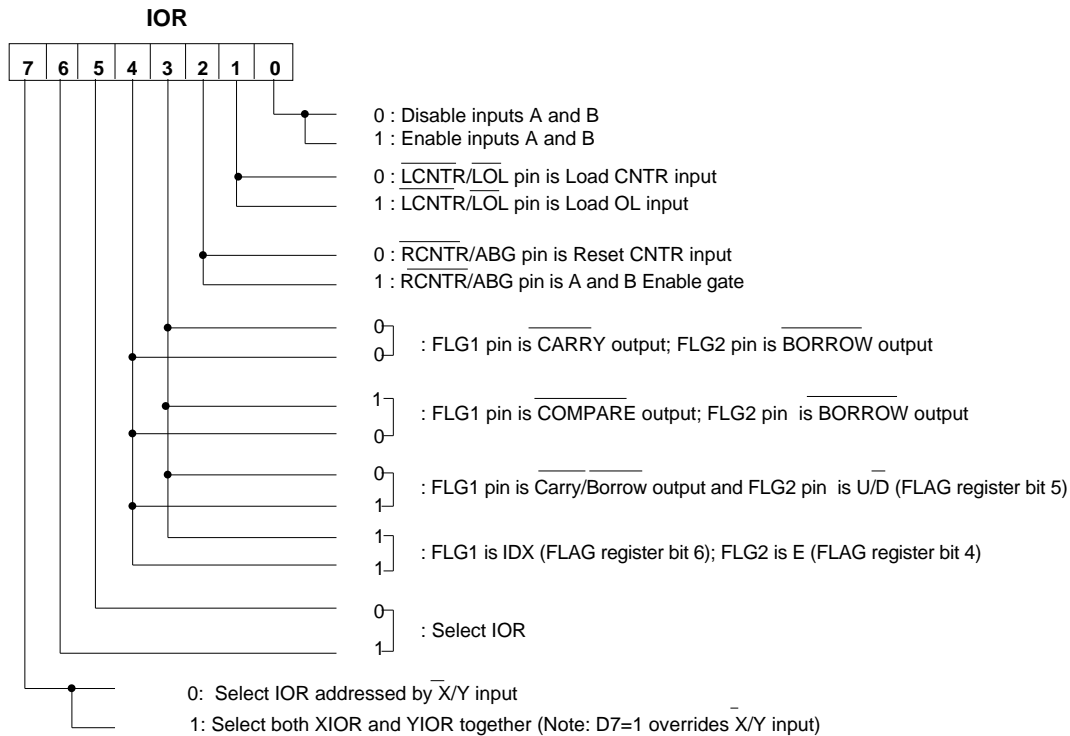 IOR
7 6 5 4 3 2 1 0
0 : Disable inputs A and B
1 : Enable inputs A and B
0 : LCNTR/LOL pin is Load CNTR input
1 : LCNTR/LOL pin is Load OL input
0 : RCNTR/ABG pin is Reset CNTR input
1 : RCNTR/ABG pin is A and B Enable gate
0
: FLG1 pin is CARRY output; FLG2 pin is BORROW output
0
1
: FLG1 pin is COMPARE output; FLG2 pin is BORROW output
0
0
: FLG1 pin is Carry/Borrow output and FLG2 pin is U/D (FLAG register bit 5)
1
1
: FLG1 is IDX (FLAG register bit 6); FLG2 is E (FLAG register bit 4)
1
0
: Select IOR
1
0: Select IOR addressed by X/Y input
1: Select both XIOR and YIOR together (Note: D7=1 overrides X/Y input)